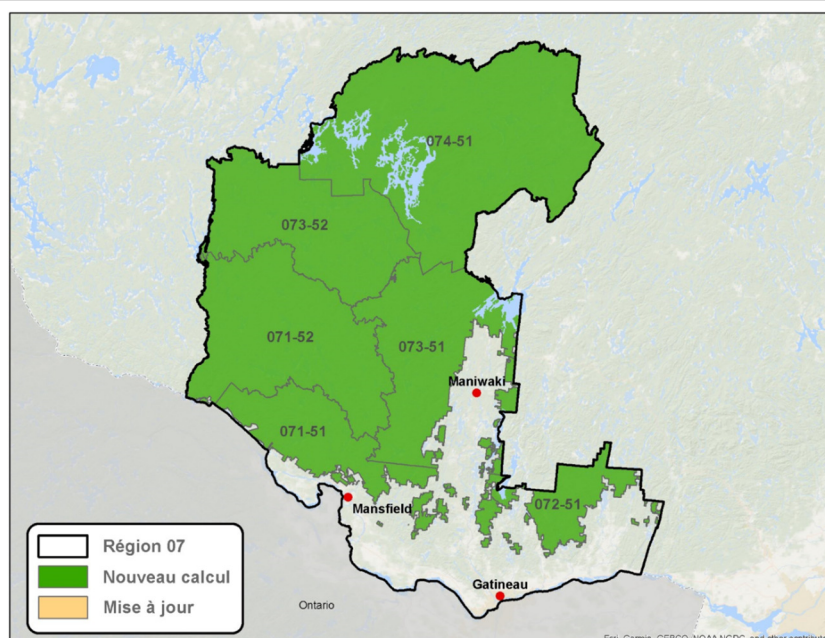 074-51
073-52
071-52
073-51
Maniwaki
071-51
072-51
Mansfield
Région 07
Nouveau calcul
Mise à jour
Gatineau
Ontario